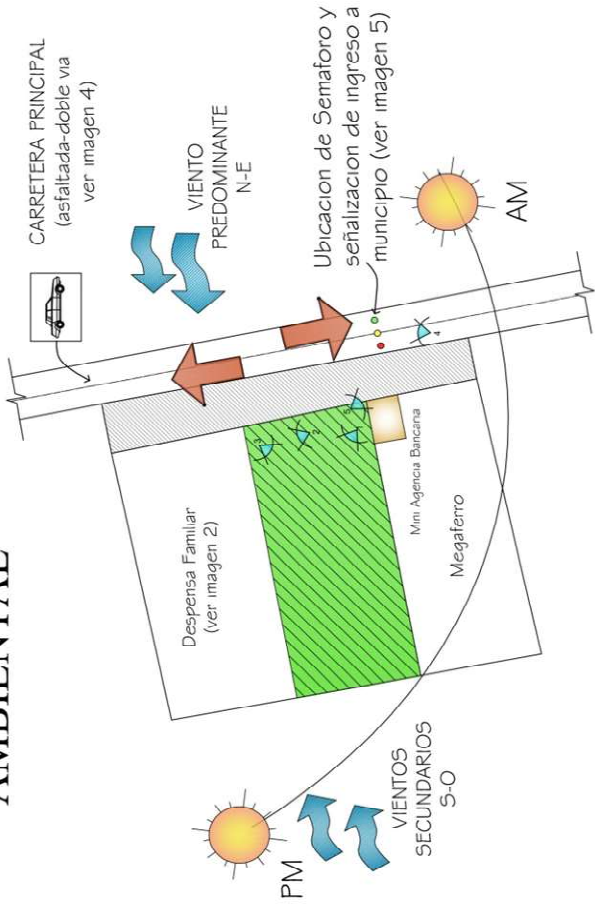 AMBIENTAL
CARRETERA PRINCIPAL
(asfaltada-doble via
ver imagen 4)
VIENTO
PREDOMINANTE
N-E
Ubicacion de Semaforo y
señalizacion de ingreso a
municipio (ver imagen 5)
AM
Despensa Familiar
(ver imagen 2)
3
2
5
4
Mini Agencia Bancaria
Megaferro
PM
VIENTOS
SECUNDARIOS
S-O